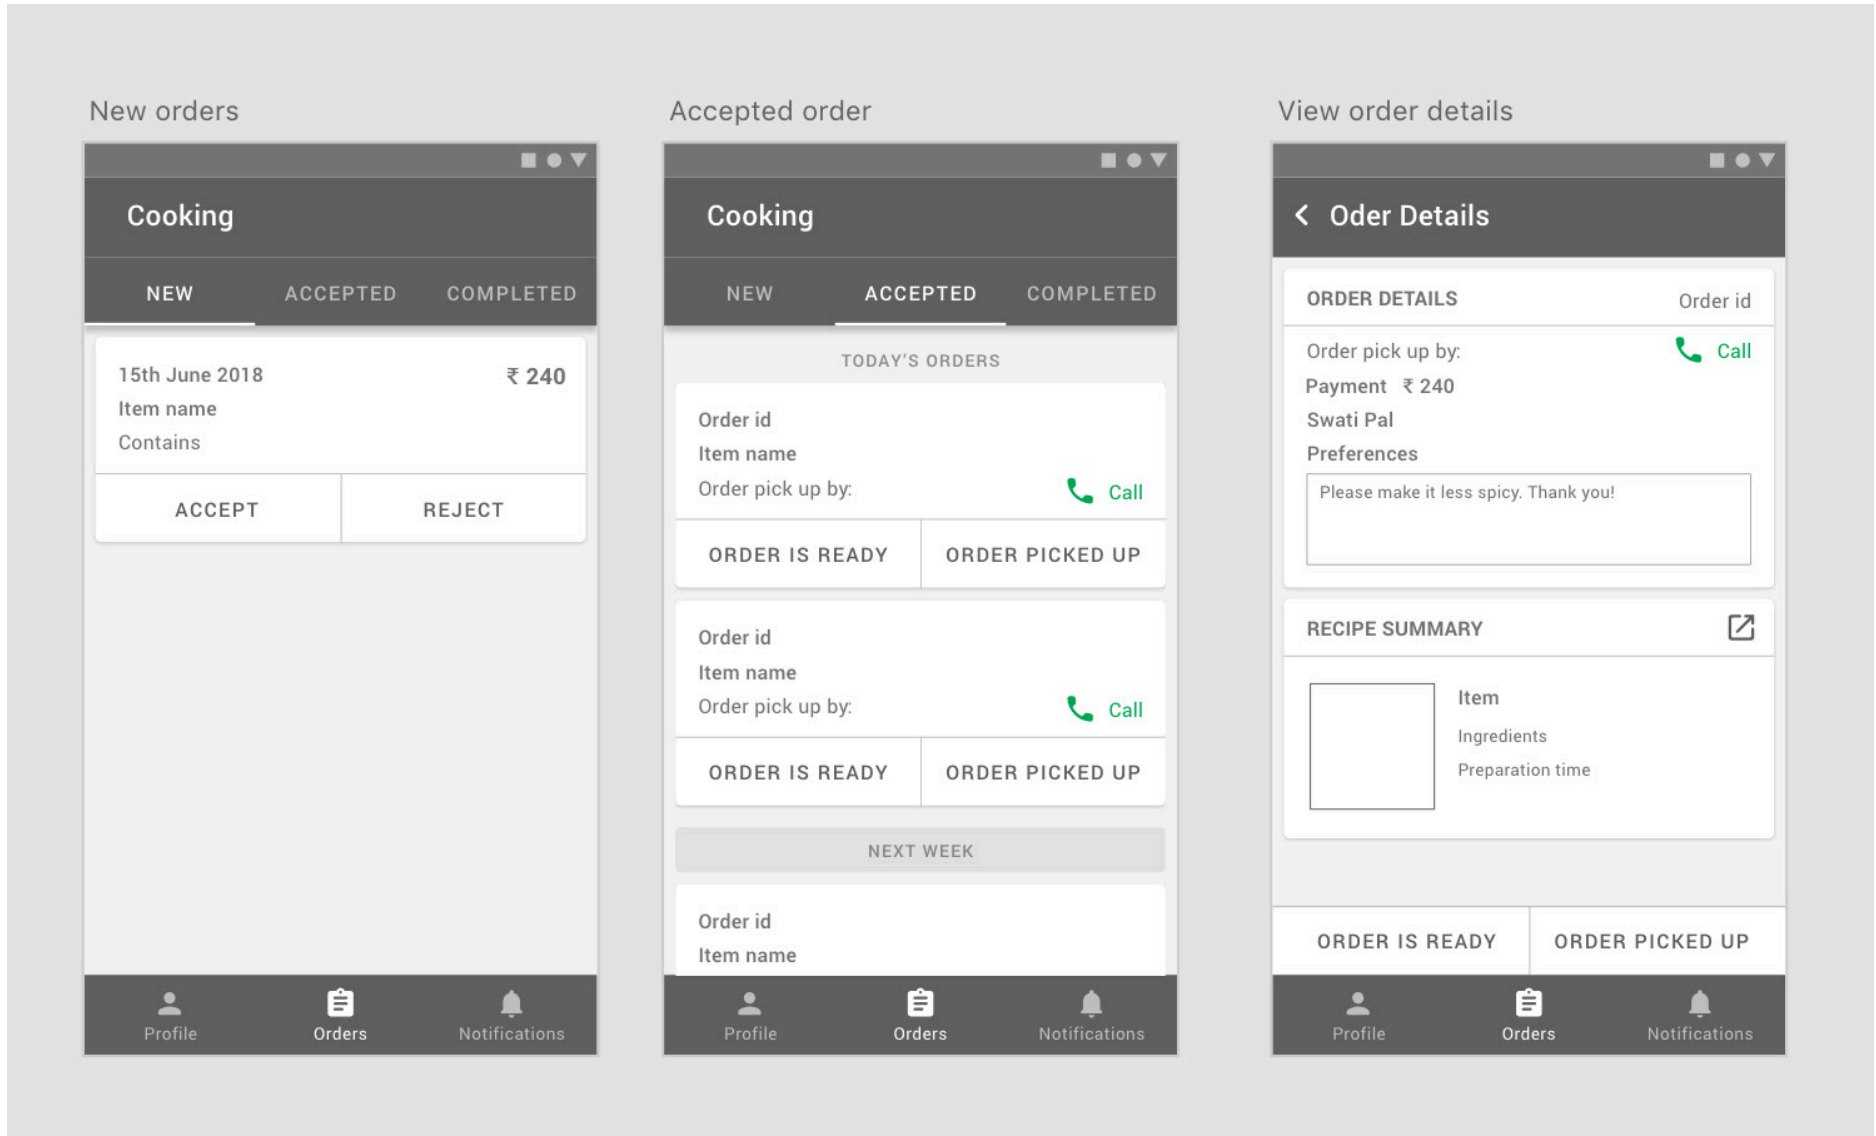 New orders
Cooking
NEW ACCEPTED COMPLETED
15th June 2018 ₹ 240
Item name
Contains
ACCEPT REJECT
Profile Orders Notifications
Accepted order
Cooking
NEW ACCEPTED COMPLETED
TODAY'S ORDERS
Order id
Item name
Order pick up by: Call
ORDER IS READY ORDER PICKED UP
Order id
Item name
Order pick up by: Call
ORDER IS READY ORDER PICKED UP
NEXT WEEK
Order id
Item name
Profile Orders Notifications
View order details
Oder Details
ORDER DETAILS Order id
Order pick up by: Call
Payment ₹ 240
Swati Pal
Preferences
Please make it less spicy. Thank you!
RECIPE SUMMARY
Item
Ingredients
Preparation time
ORDER IS READY ORDER PICKED UP
Profile Orders Notifications